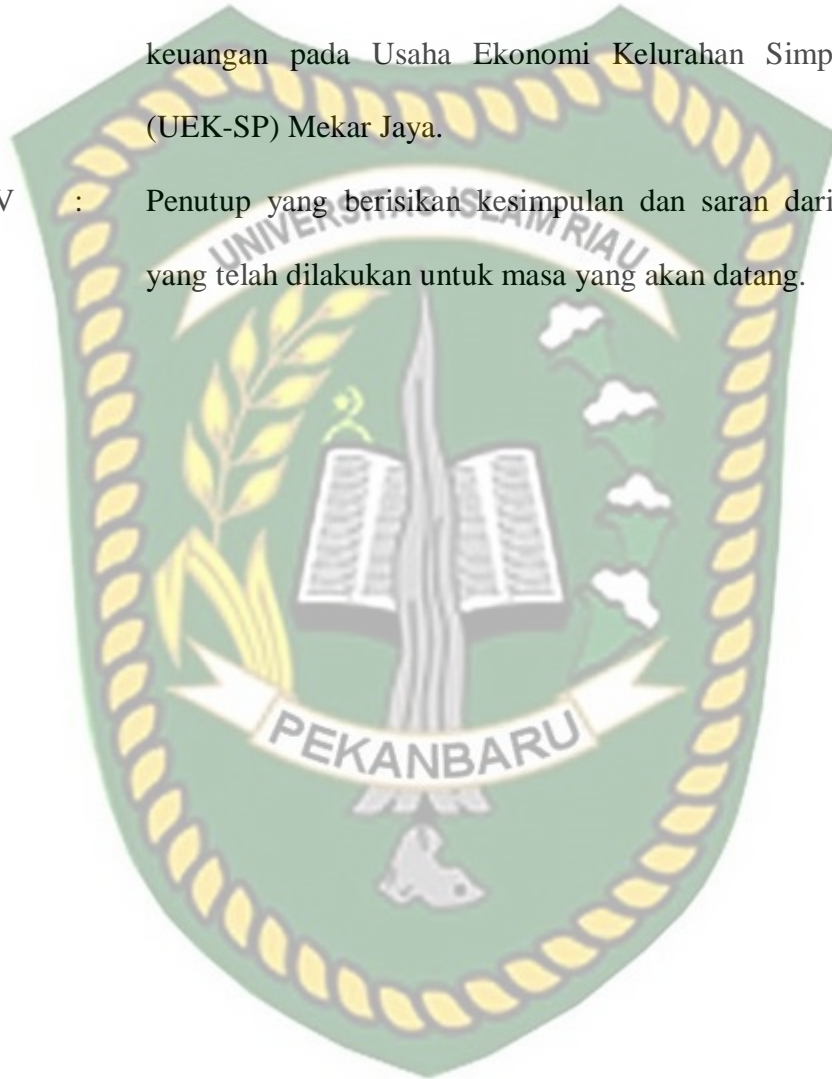 keuangan pada Usaha Ekonomi Kelurahan Simp
(UEK-SP) Mekar Jaya.
V : Penutup yang berisikan kesimpulan dan saran dari
yang telah dilakukan untuk masa yang akan datang.
UNIVERSITAS ISLAM RIAU
PEKANBARU